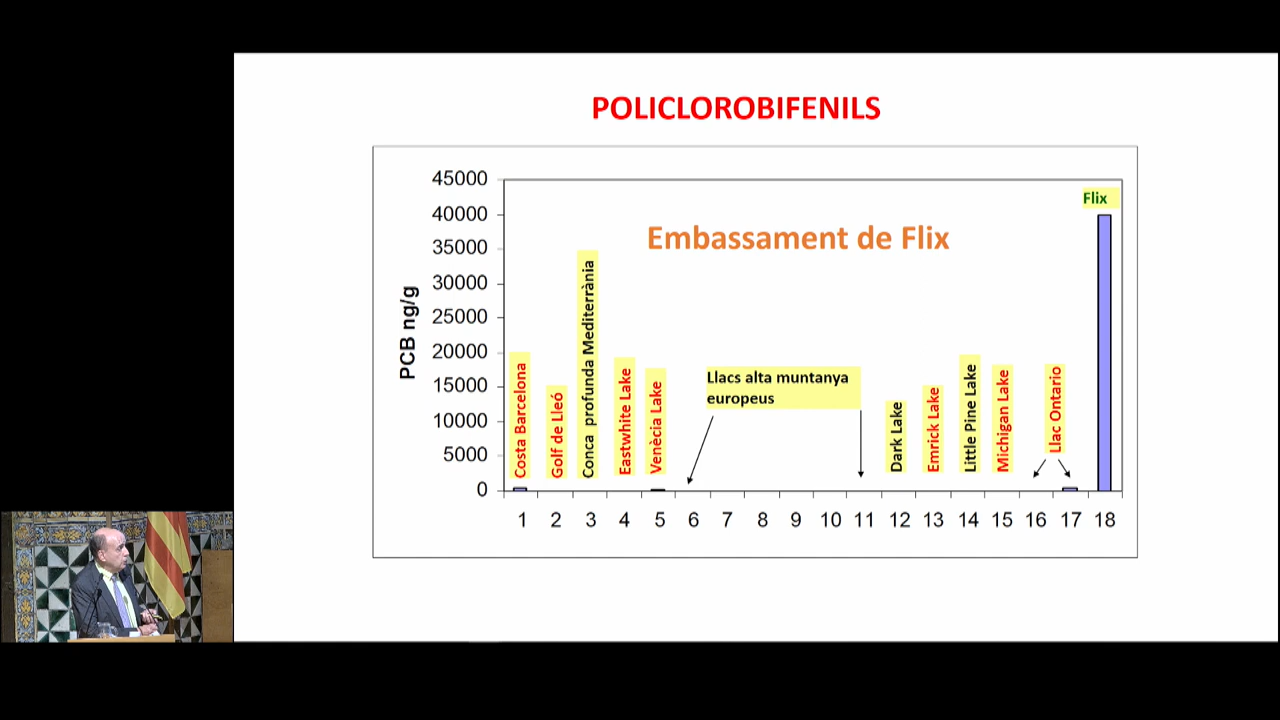 POLICLOROBIFENILS
45000
40000
35000
30000
25000
20000
15000
10000
5000
0
PCB ng/g
Embassament de Flix
Flix
Costa Barcelona
Golf de Lleó
Conca profunda Mediterrània
Eastwhite Lake
Venècia Lake
Llacs alta muntanya
europeus
Dark Lake
Emrick Lake
Little Pine Lake
Michigan Lake
Llac Ontario
1 2 3 4 5 6 7 8 9 10 11 12 13 14 15 16 17 18